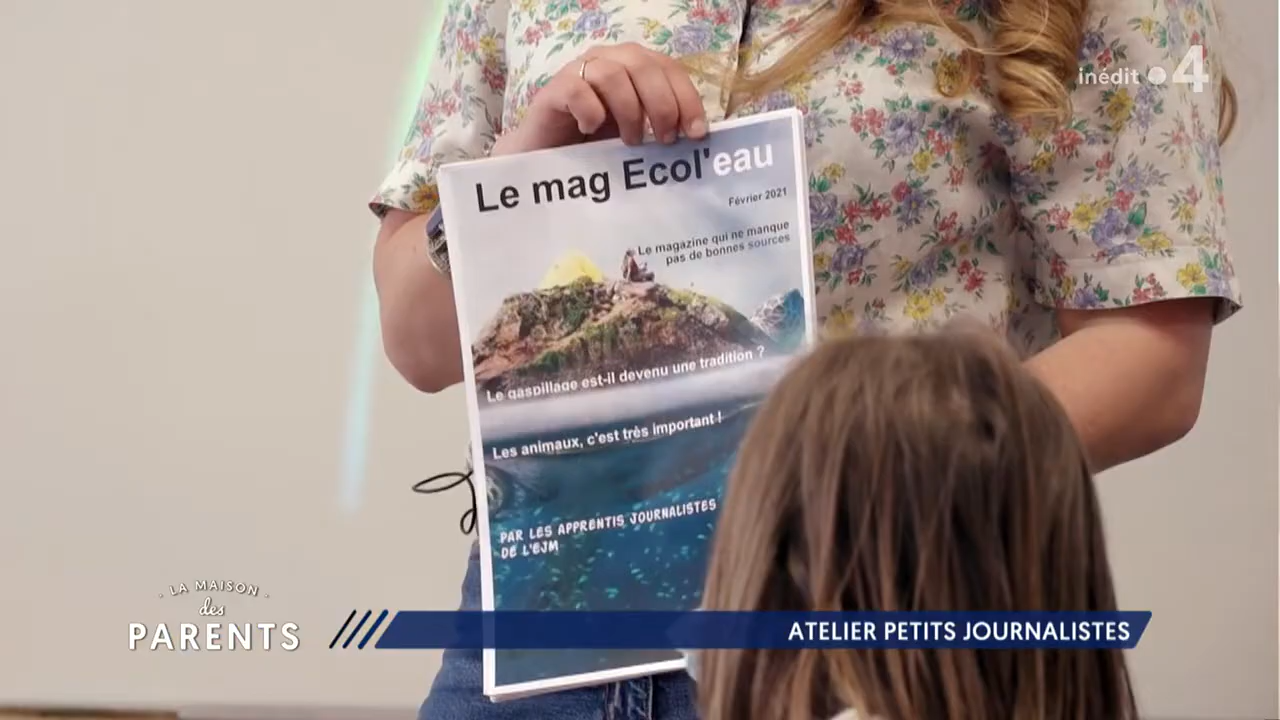 inédit 4
Le mag Ecol'eau
Février 2021
Le magazine qui ne manque
pas de bonnes sources
Le gaspillage est-il devenu une tradition ?
Les animaux, c'est très important !
PAR LES APPRENTIS JOURNALISTES
DE L'EJM
· LA MAISON ·
des
PARENTS
ATELIER PETITS JOURNALISTES